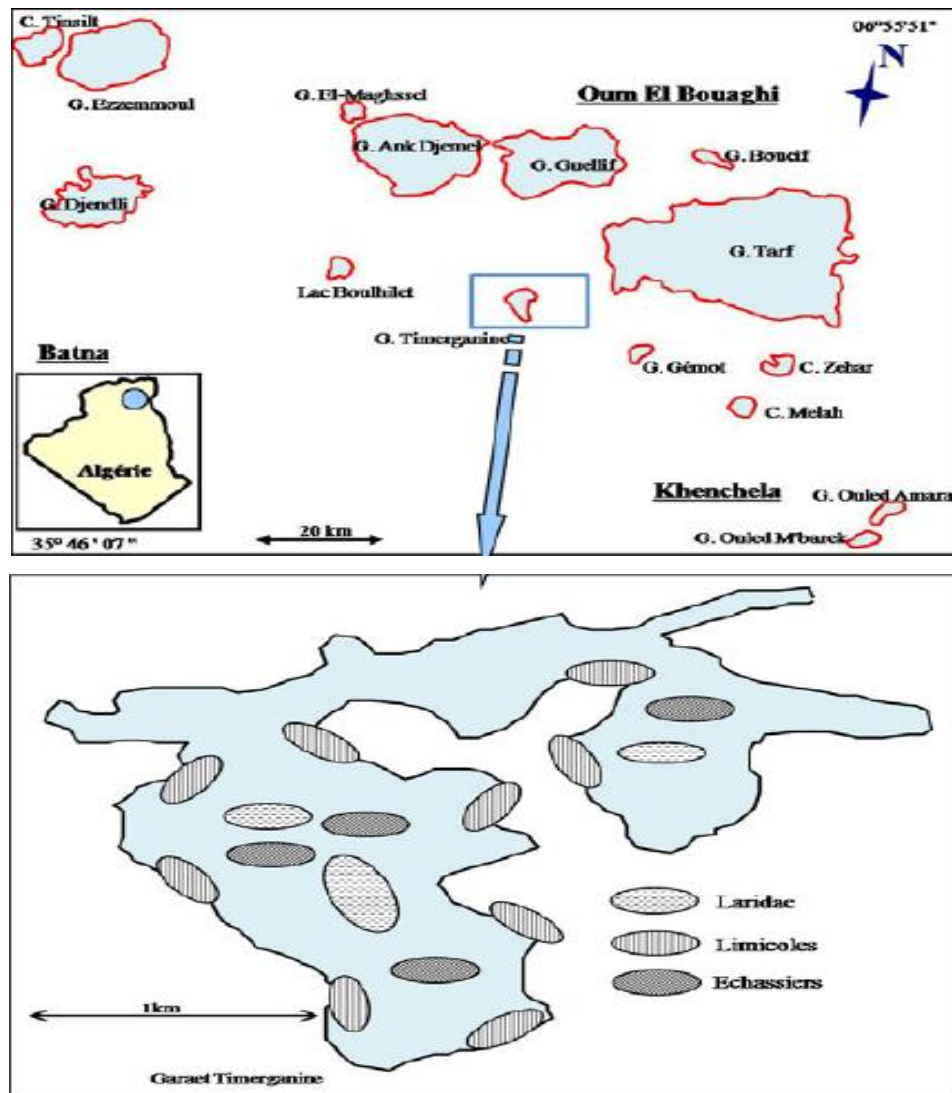 C. Tinsilt
06°55'51"
N
G. Ezzemmoul
G. El-Maghssel
Oum El Bouaghi
G. Ank Djemel
G. Guellif
G. Boucif
G. Djendli
G. Tarf
Lac Boulhilet
G. Timerganine
Batna
G. Gémot
C. Zehar
C. Melah
Algérie
Khenchela
G. Ouled Amara
20 km
G. Ouled M'barek
35° 46 ' 07 "
Laridae
Limicoles
Echassiers
1km
Garaet Timerganine